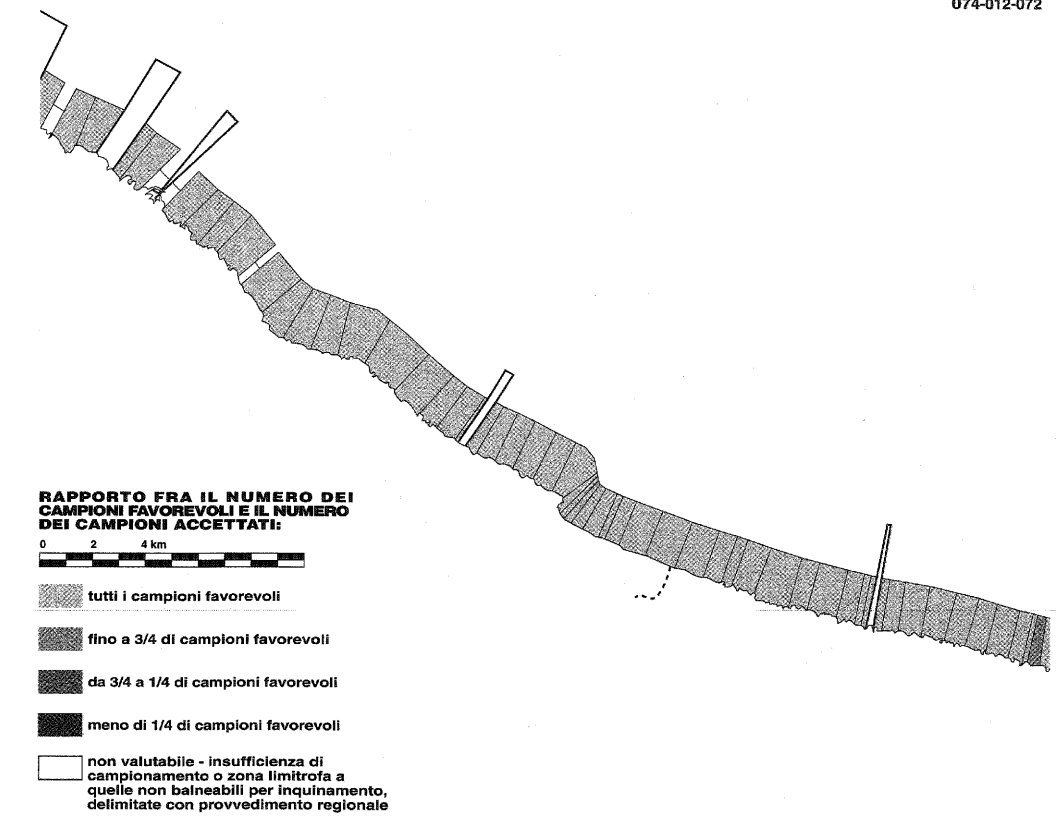 074-012-072
RAPPORTO FRA IL NUMERO DEI
CAMPIONI FAVOREVOLI E IL NUMERO
DEI CAMPIONI ACCETTATI:
0 2 4 km
tutti i campioni favorevoli
fino a 3/4 di campioni favorevoli
da 3/4 a 1/4 di campioni favorevoli
meno di 1/4 di campioni favorevoli
non valutabile - insufficienza di
campionamento o zona limitrofa a
quelle non balneabili per inquinamento,
delimitate con provvedimento regionale